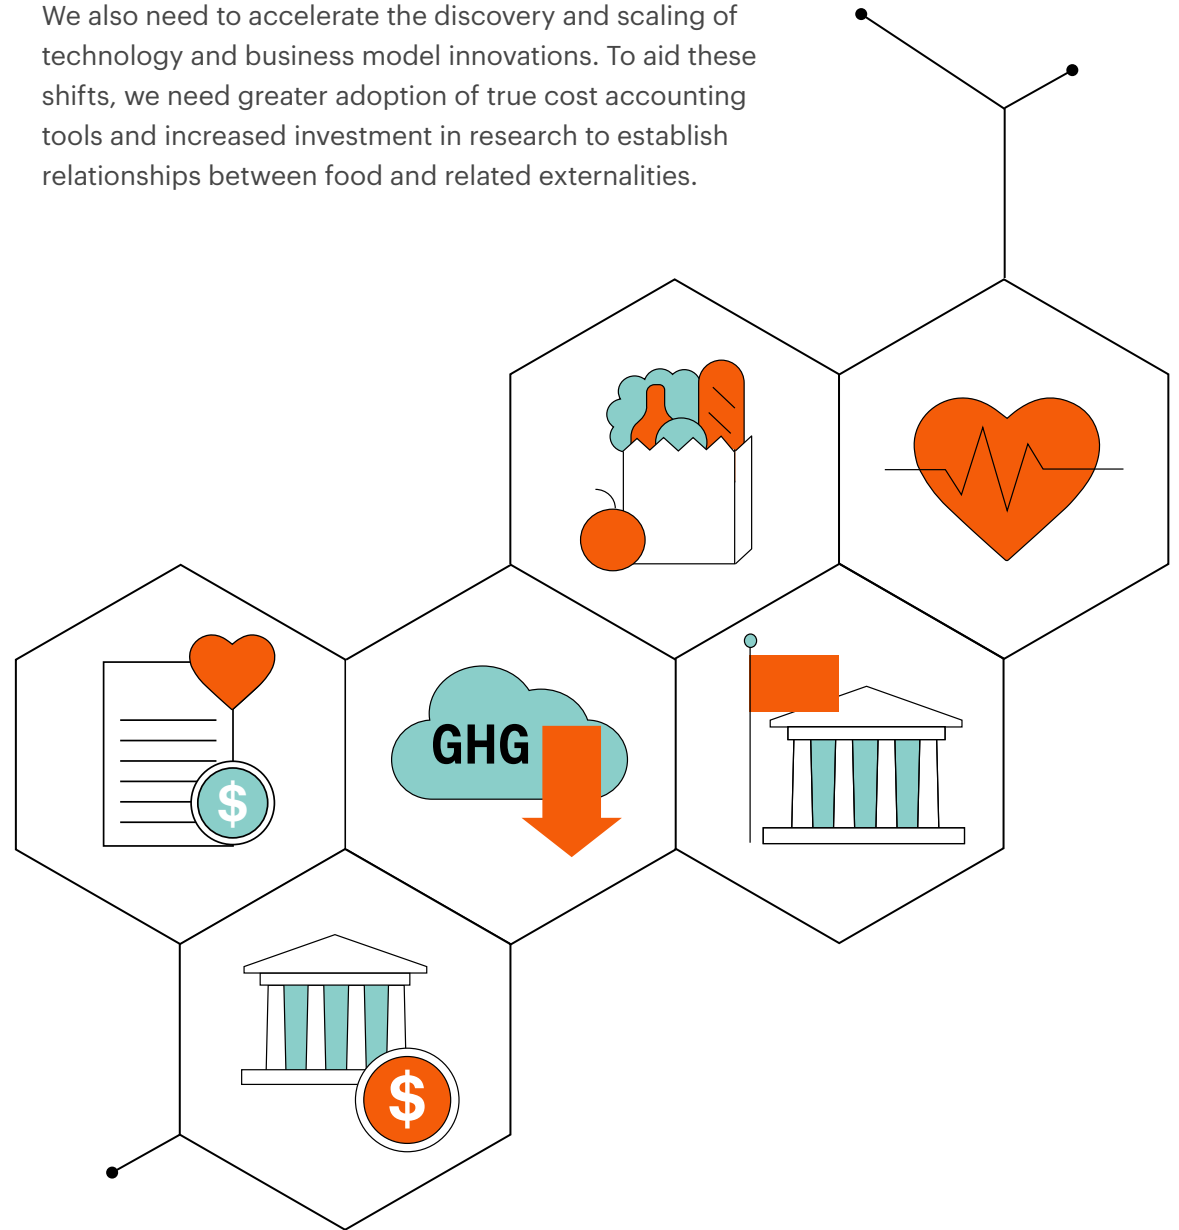 We also need to accelerate the discovery and scaling of
technology and business model innovations. To aid these
shifts, we need greater adoption of true cost accounting
tools and increased investment in research to establish
relationships between food and related externalities.
$
GHG
$